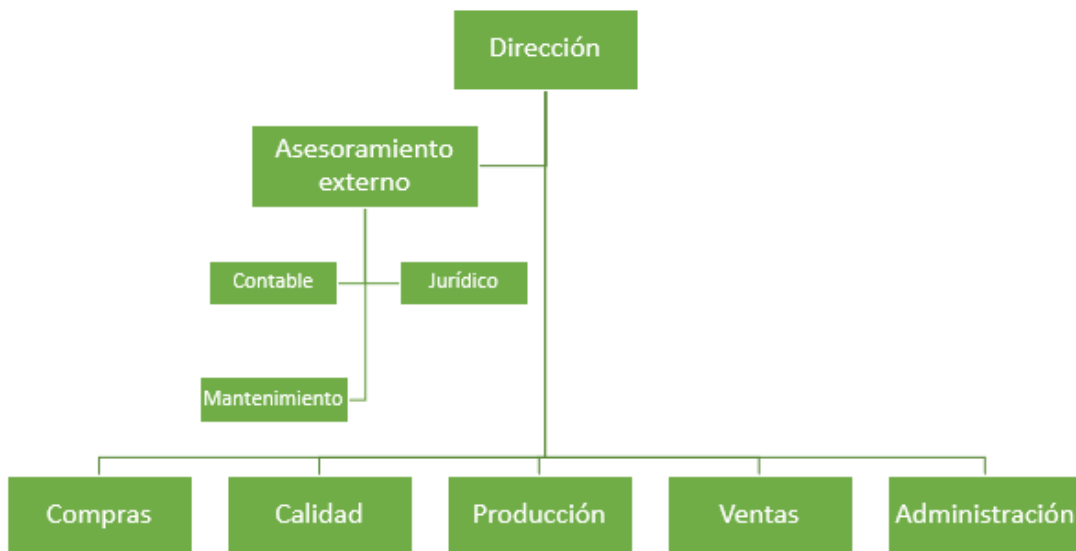 Dirección
Asesoramiento
externo
Contable
Jurídico
Mantenimiento
Compras
Calidad
Producción
Ventas
Administración